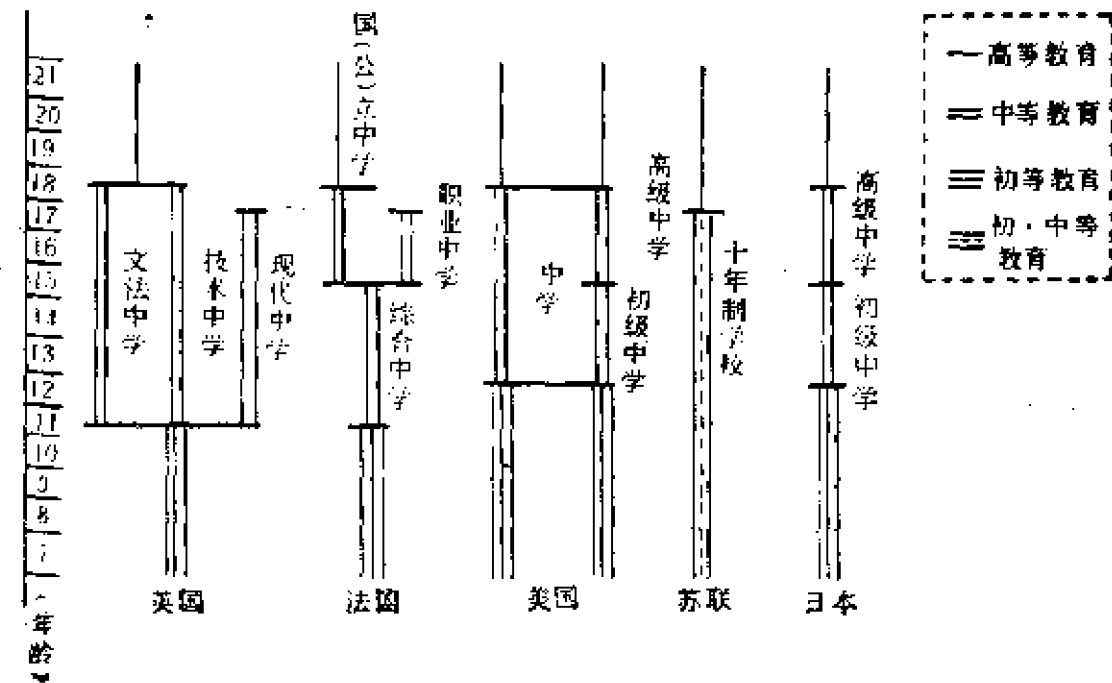 21
20
19
18
17
16
15
14
13
12
11
10
9
8
7
年龄
文法中学
技术中学
现代中学
英国
国(公)立中学
职业中学
综合中学
法国
中学
初级中学
美国
高级中学
十年制学校
苏联
高级中学
初级中学
日本
高等教育
中等教育
初等教育
初·中等
教育